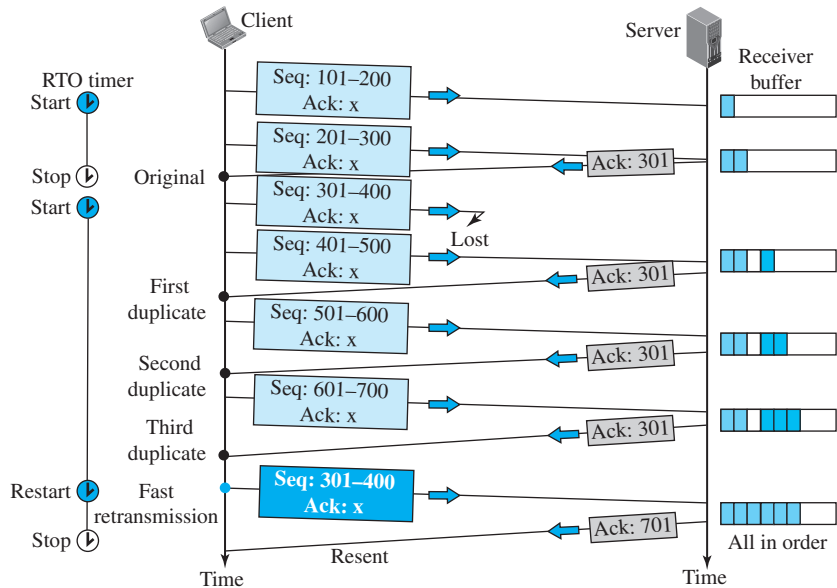 Client
Server
RTO timer
Receiver
buffer
Start
Seq: 101–200
Ack: x
Seq: 201–300
Ack: x
Ack: 301
Stop
Original
Start
Seq: 301–400
Ack: x
Lost
Seq: 401–500
Ack: x
Ack: 301
First
duplicate
Seq: 501–600
Ack: x
Ack: 301
Second
duplicate
Seq: 601–700
Ack: x
Ack: 301
Third
duplicate
Restart
Fast
retransmission
Seq: 301–400
Ack: x
Ack: 701
Stop
Resent
All in order
Time
Time